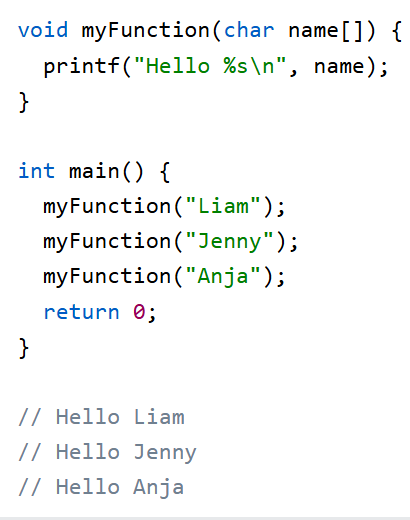 void myFunction(char name[]) {
  printf("Hello %s\n", name);
}

int main() {
  myFunction("Liam");
  myFunction("Jenny");
  myFunction("Anja");
  return 0;
}

// Hello Liam
// Hello Jenny
// Hello Anja